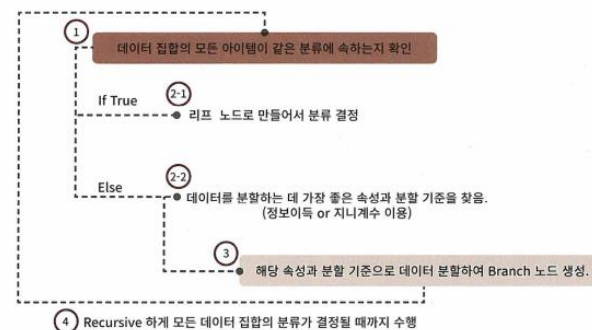 1
데이터 집합의 모든 아이템이 같은 분류에 속하는지 확인
If True
2-1
리프 노드로 만들어서 분류 결정
Else
2-2
데이터를 분할하는 데 가장 좋은 속성과 분할 기준을 찾음.
(정보이득 or 지니계수 이용)
3
해당 속성과 분할 기준으로 데이터 분할하여 Branch 노드 생성.
4 Recursive 하게 모든 데이터 집합의 분류가 결정될 때까지 수행